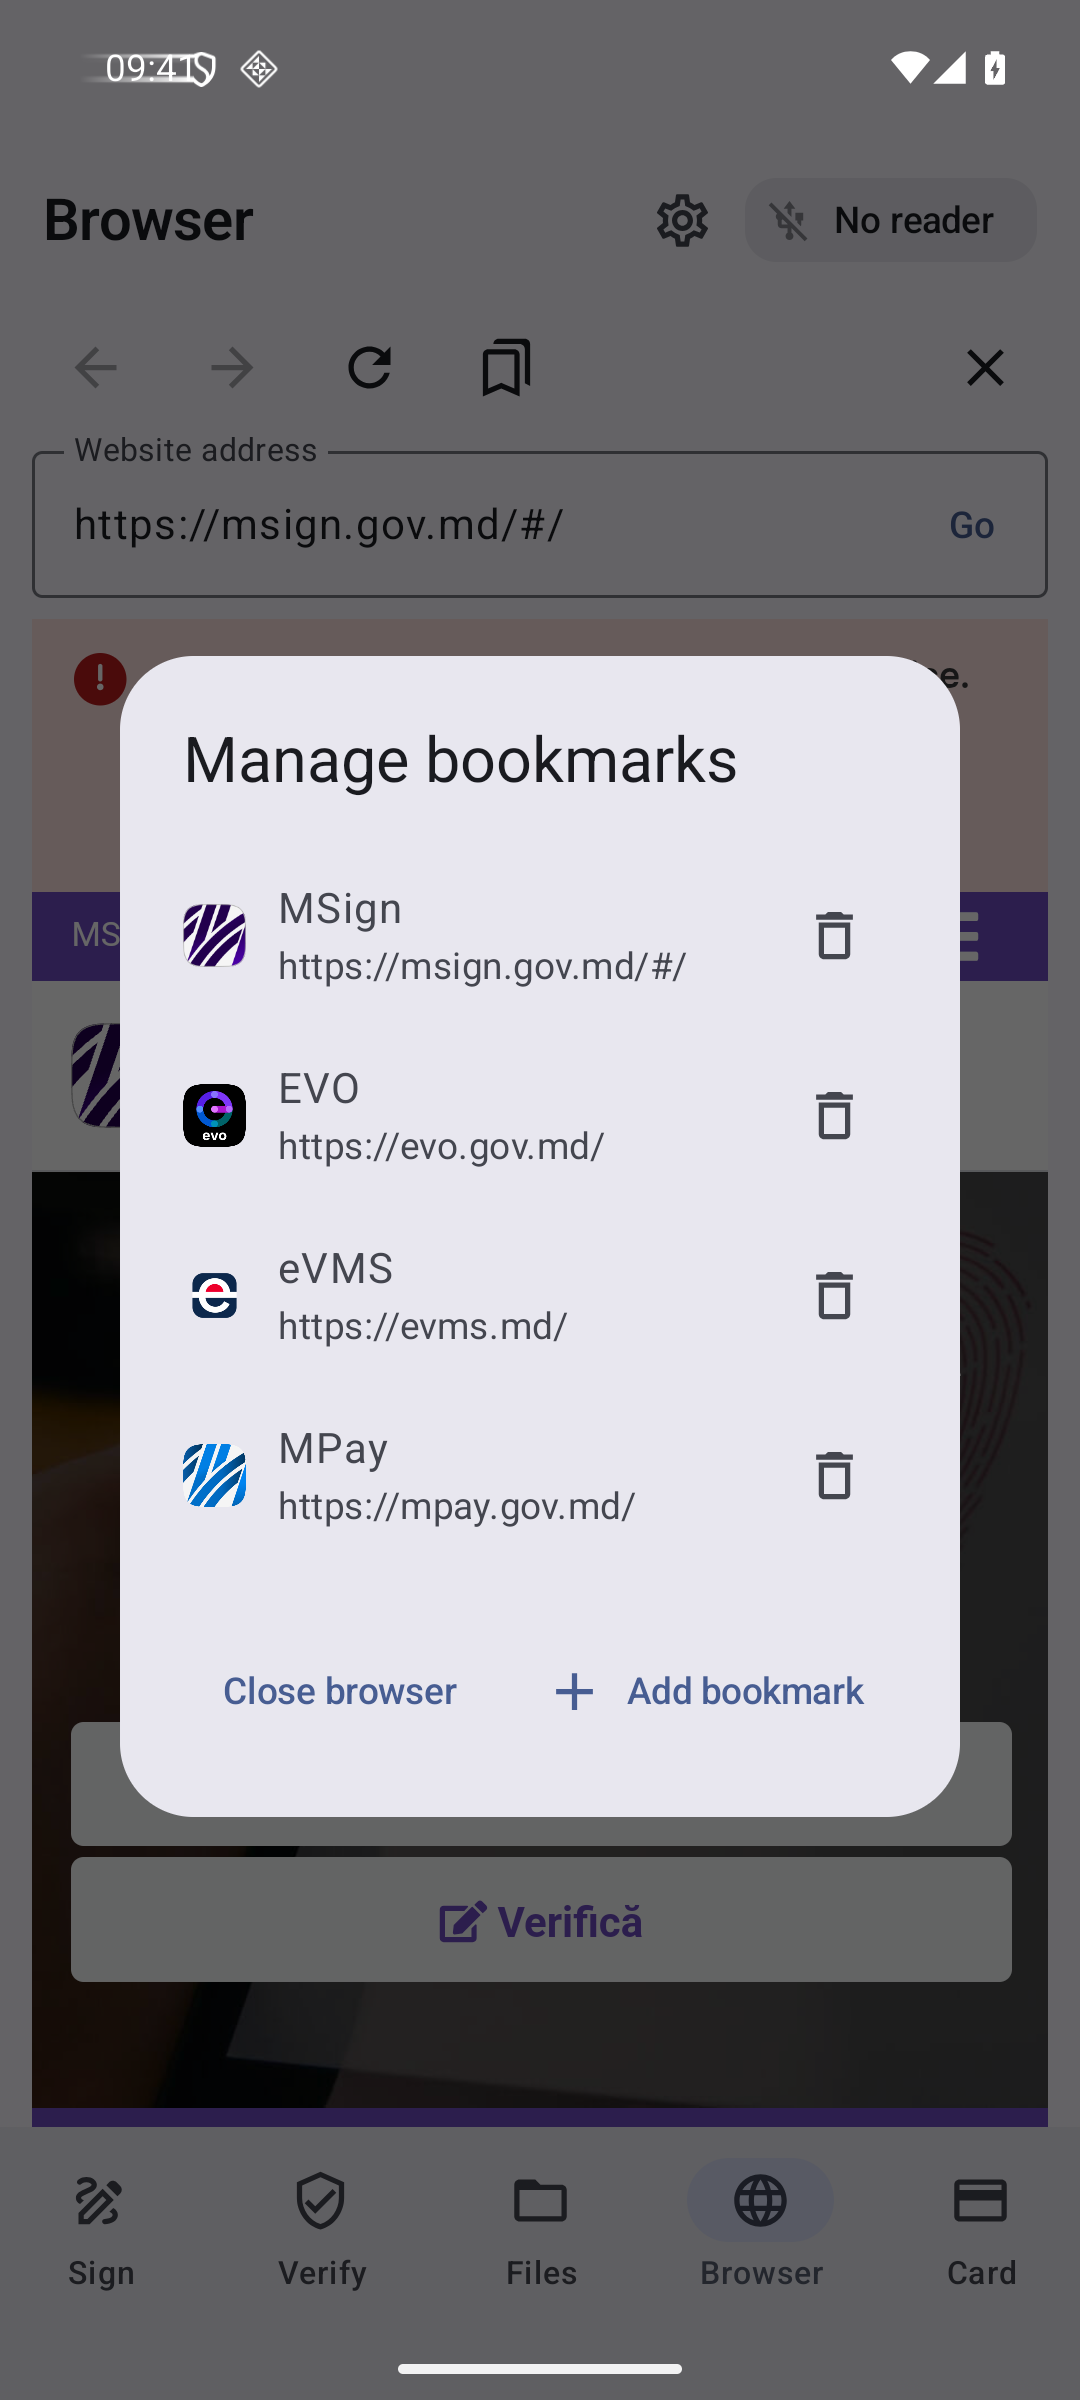 09:41
Browser
No reader
Website address
https://msign.gov.md/#/
Go
Manage bookmarks
MSign
https://msign.gov.md/#/
EVO
https://evo.gov.md/
evo
eVMS
https://evms.md/
MPay
https://mpay.gov.md/
Close browser
Add bookmark
Verifică
Sign
Verify
Files
Browser
Card